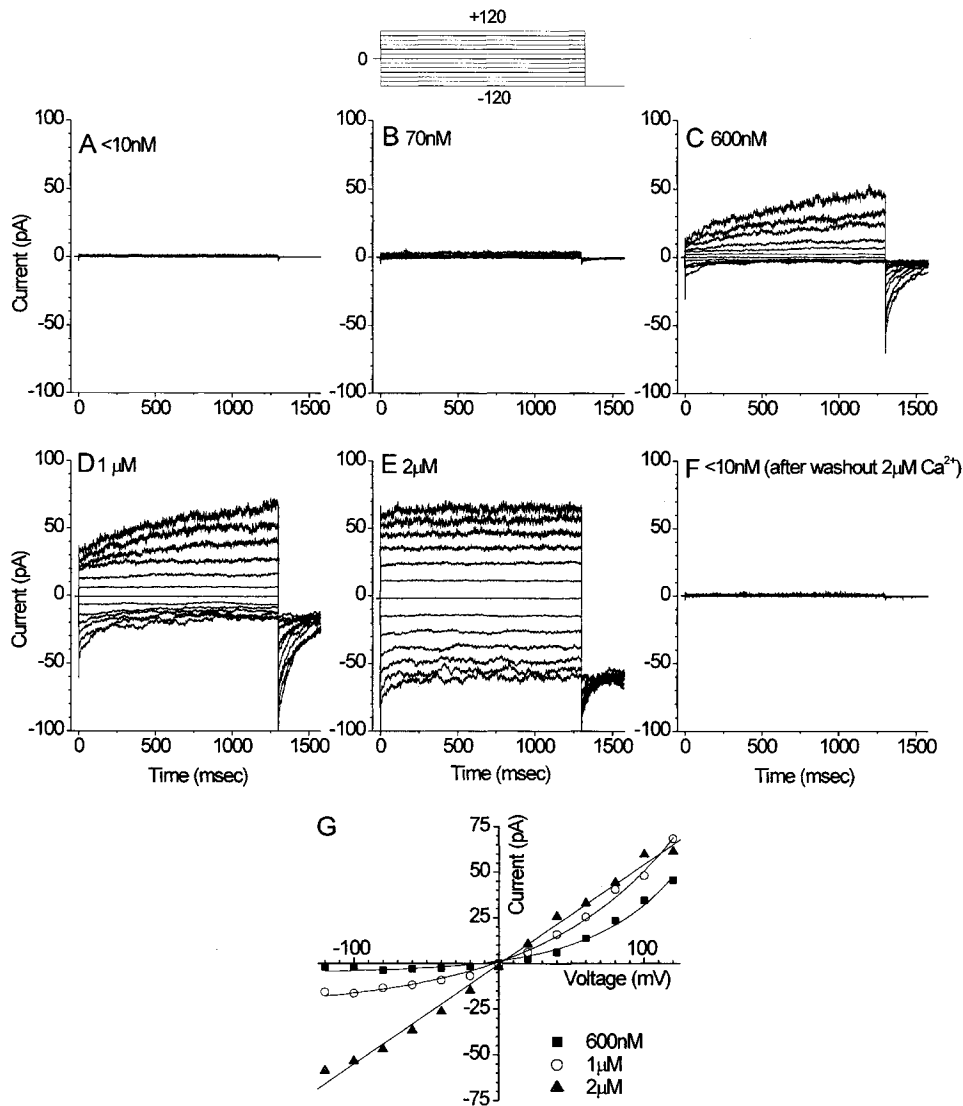 +120
0
-120
A <10nM
B 70nM
C 600nM
100
50
0
-50
-100
Current (pA)
0 500 1000 1500
100
50
0
-50
-100
0 500 1000 1500
100
50
0
-50
-100
0 500 1000 1500
D 1 μM
E 2μM
F <10nM (after washout 2μM Ca²⁺)
100
50
0
-50
-100
Current (pA)
0 500 1000 1500
Time (msec)
100
50
0
-50
-100
0 500 1000 1500
Time (msec)
100
50
0
-50
-100
0 500 1000 1500
Time (msec)
G
75
50
25
-25
-50
-75
Current (pA)
-100
100
Voltage (mV)
600nM
1μM
2μM